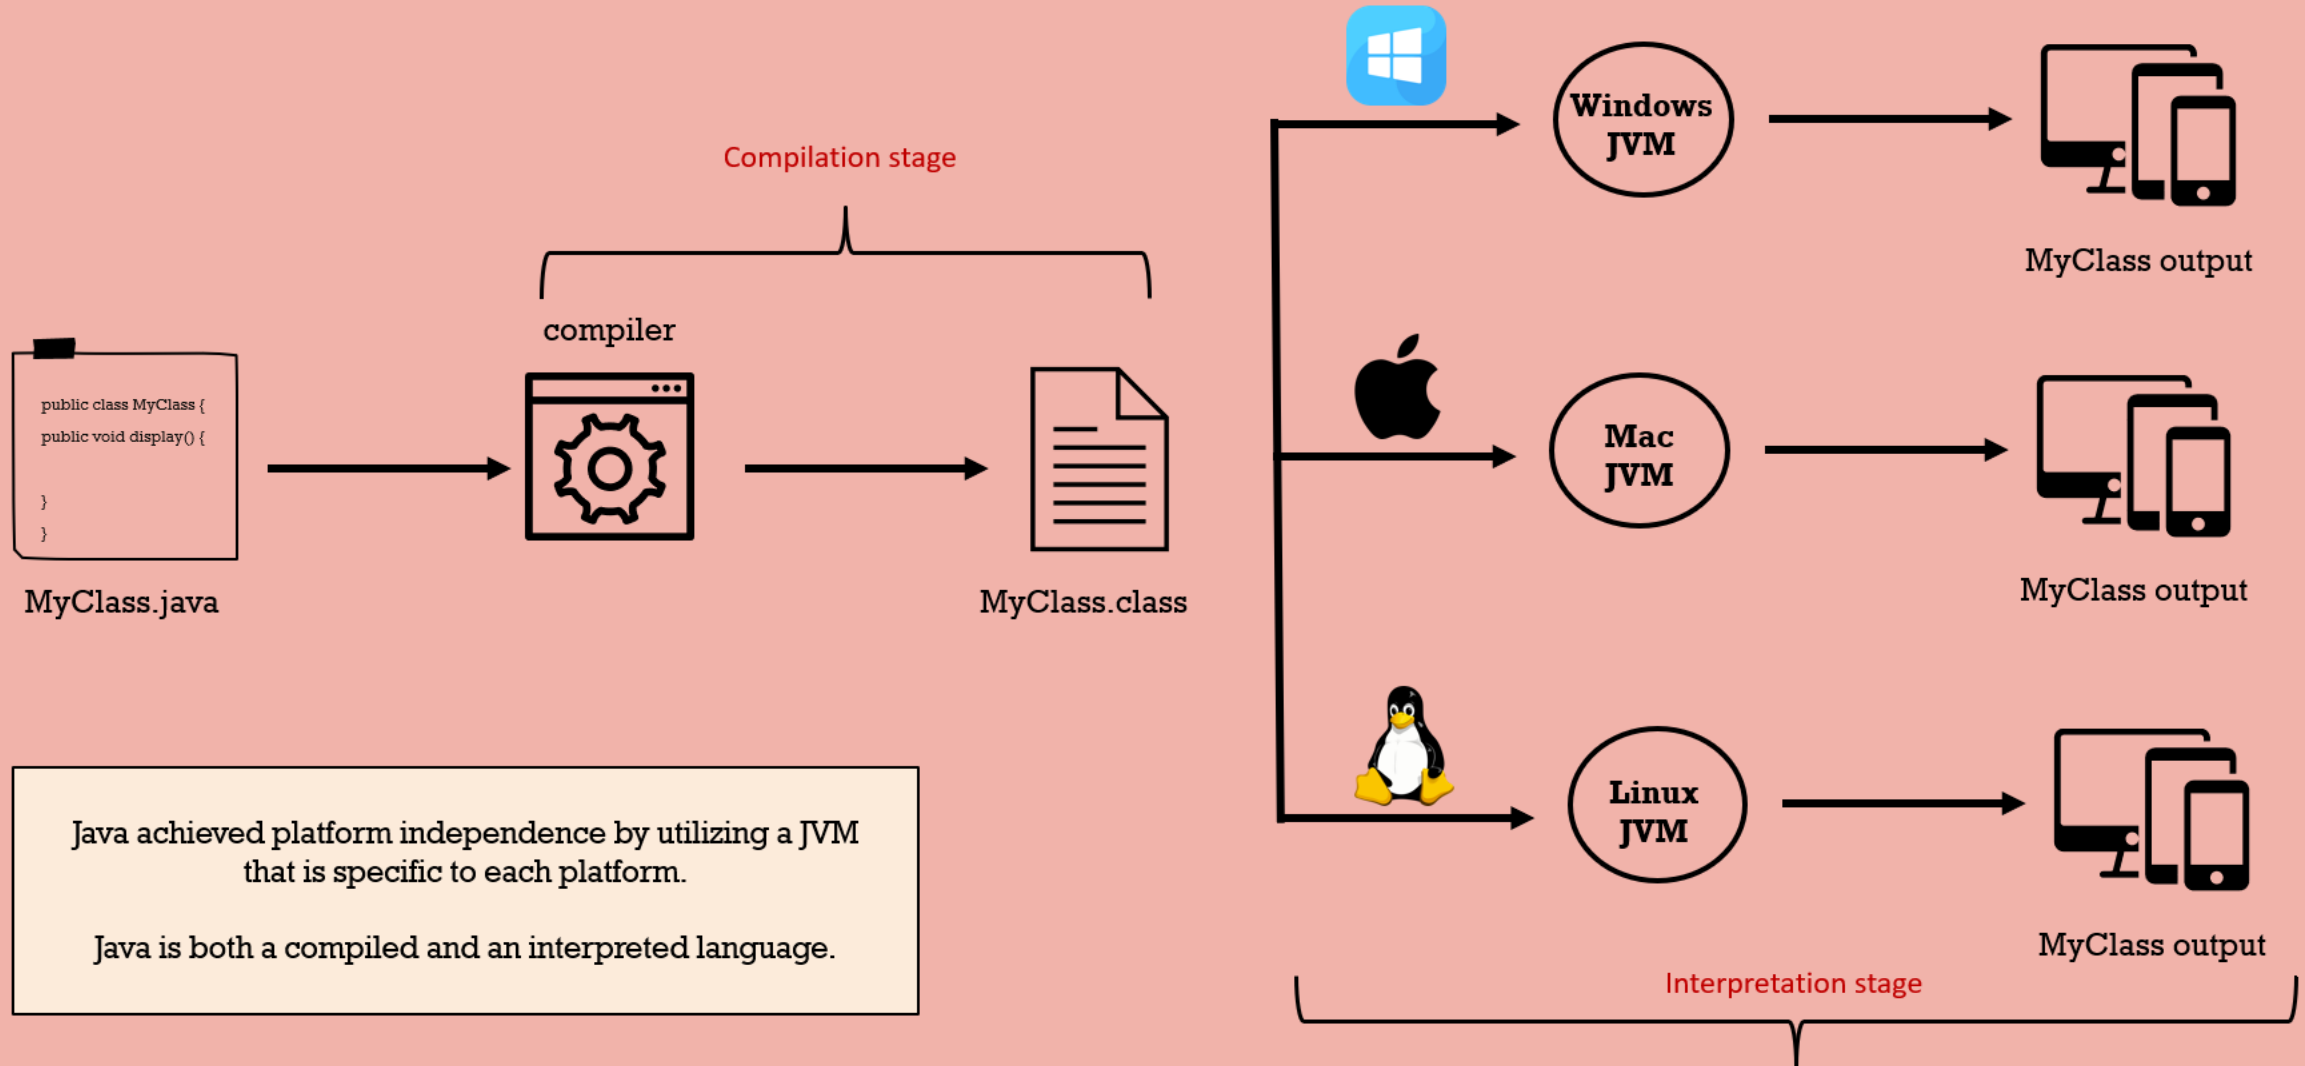 Compilation stage
compiler
public class MyClass {
public void display() {
}
}
MyClass.java
MyClass.class
Windows
JVM
MyClass output
Mac
JVM
MyClass output
Linux
JVM
MyClass output
Interpretation stage
Java achieved platform independence by utilizing a JVM
that is specific to each platform.
Java is both a compiled and an interpreted language.